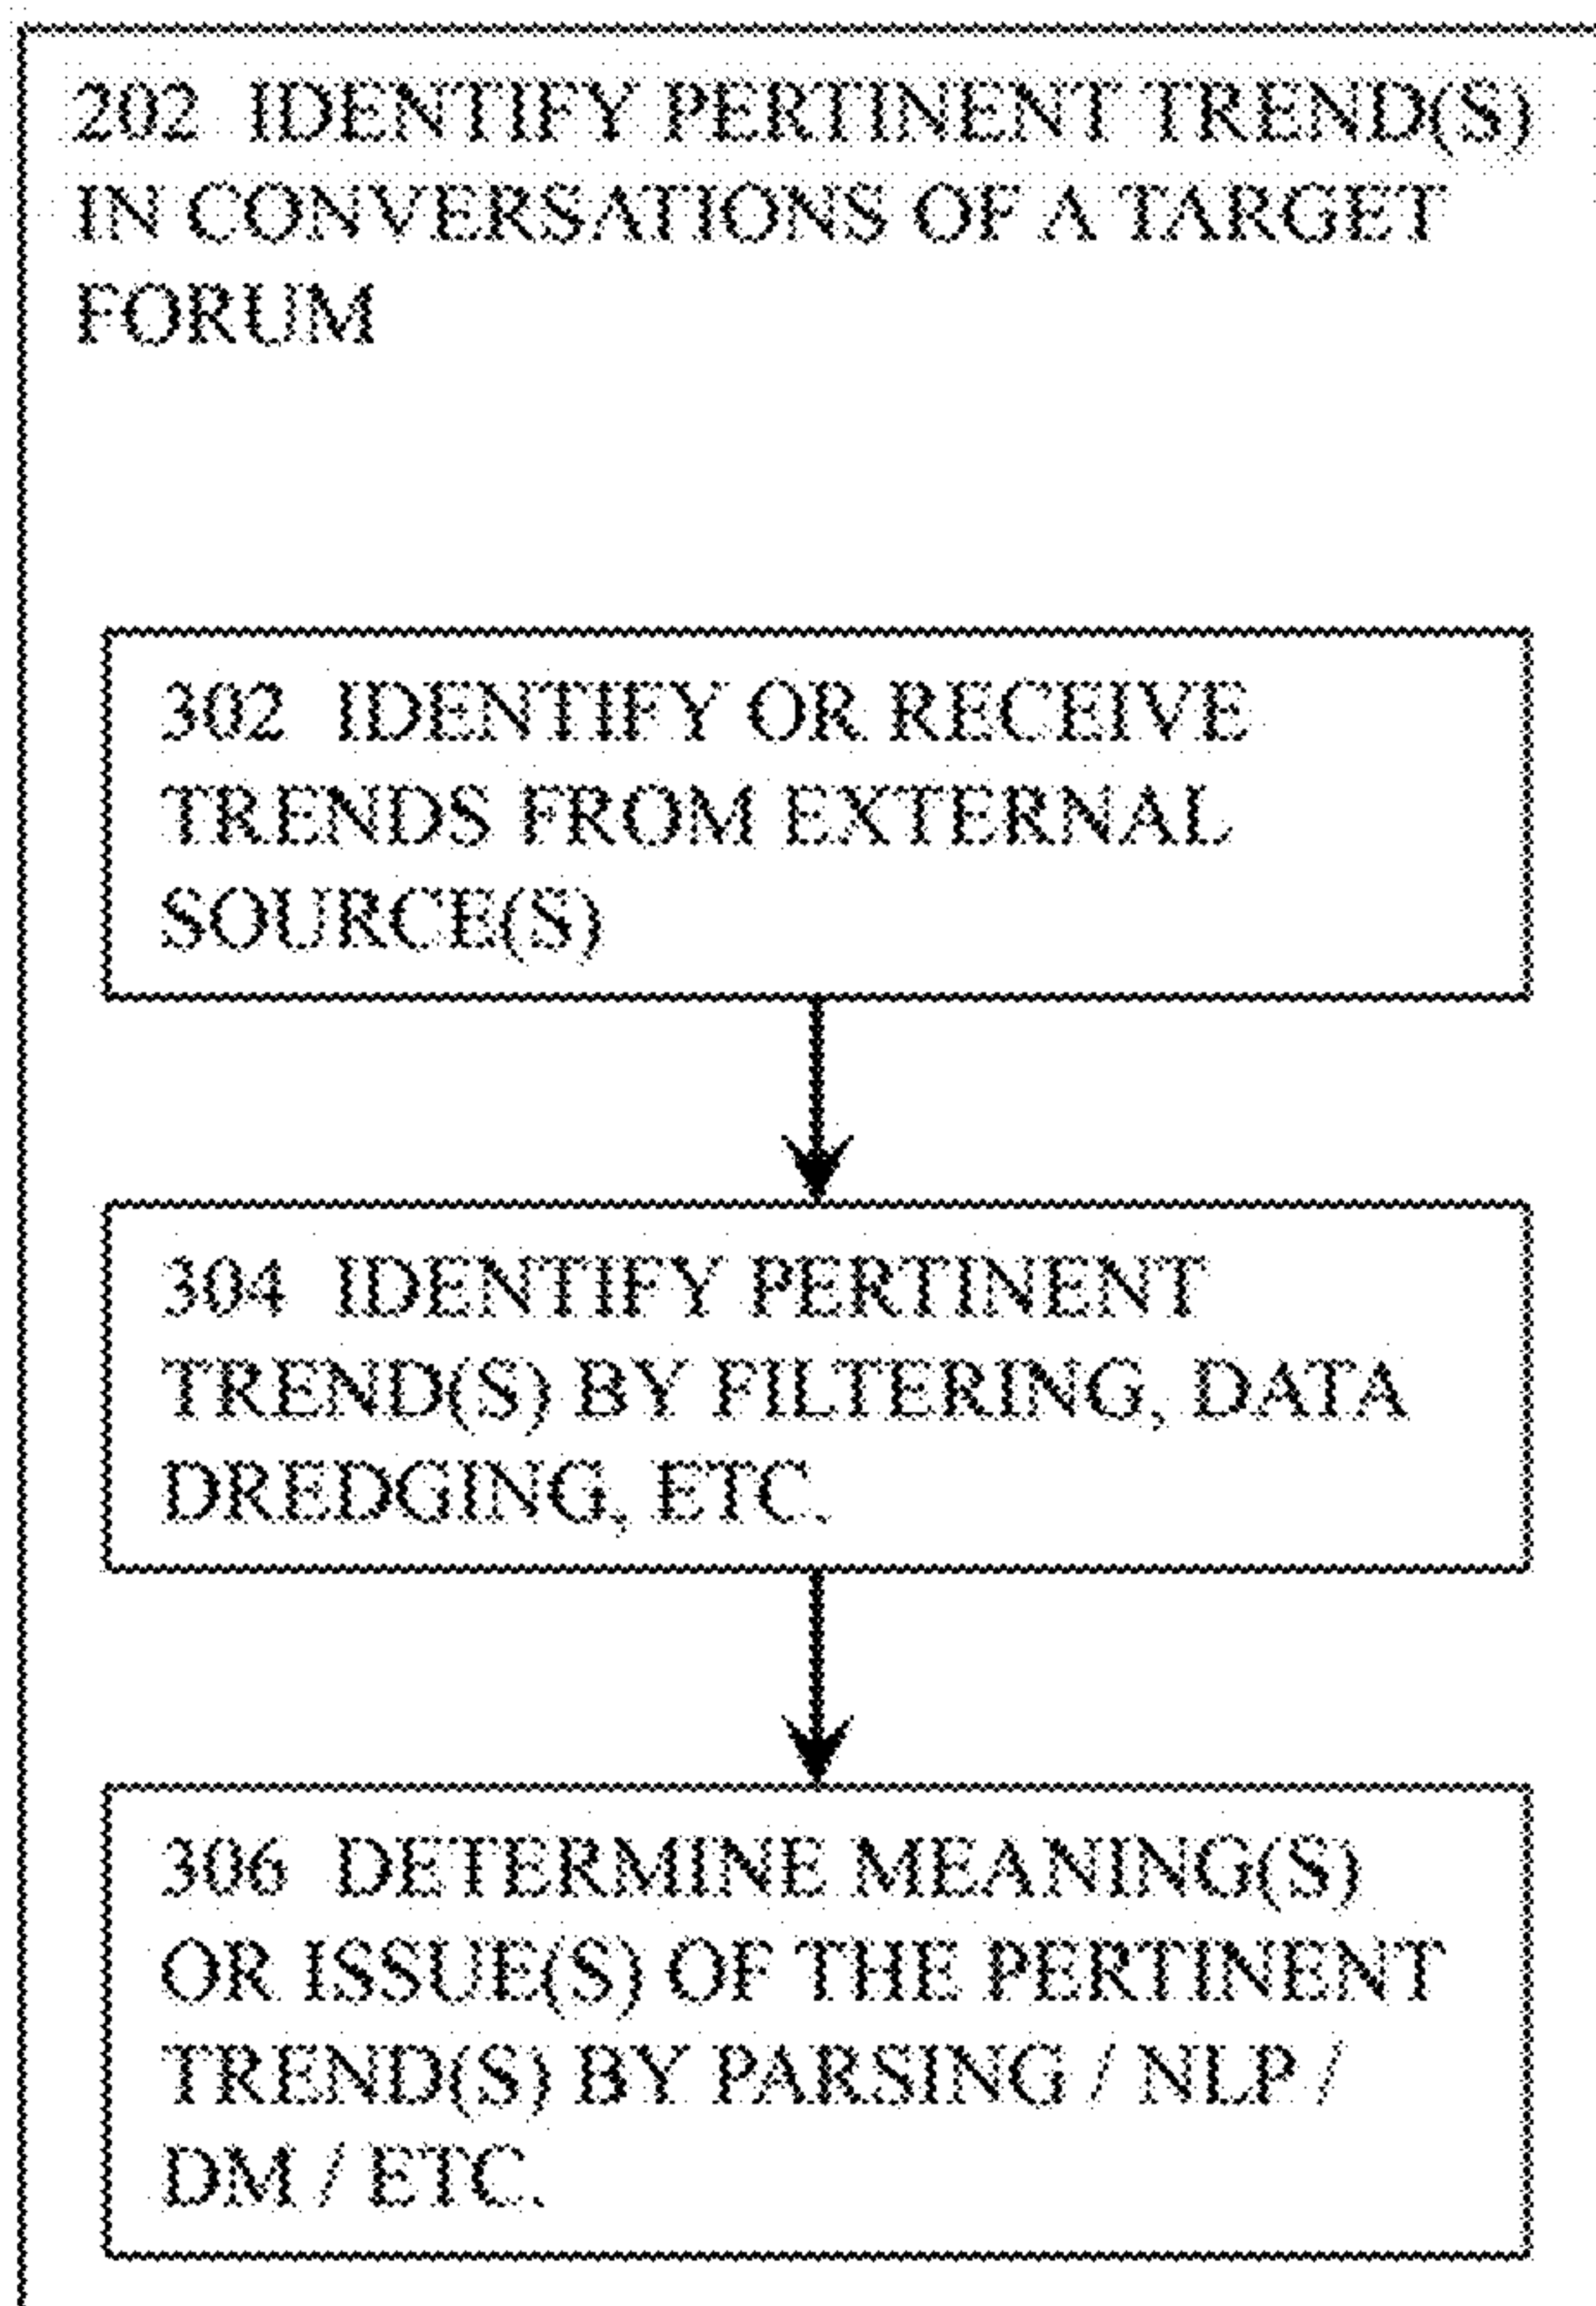 202 IDENTIFY PERTINENT TREND(S)
IN CONVERSATIONS OF A TARGET
FORUM
302 IDENTIFY OR RECEIVE
TRENDS FROM EXTERNAL
SOURCE(S)
304 IDENTIFY PERTINENT
TREND(S) BY FILTERING, DATA
DREDGING, ETC.
306 DETERMINE MEANING(S)
OR ISSUE(S) OF THE PERTINENT
TREND(S) BY PARSING / NLP /
DM / ETC.